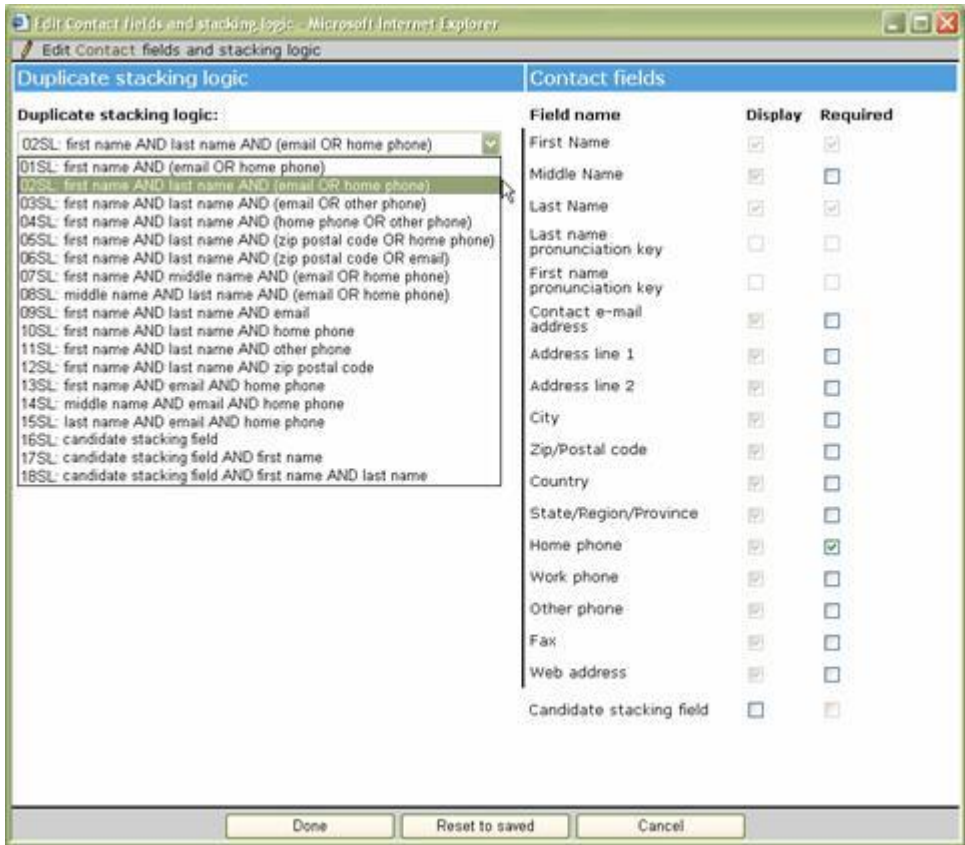 Edit Contact fields and stacking logic - Microsoft Internet Explorer
Edit Contact fields and stacking logic
Duplicate stacking logic
Duplicate stacking logic:
02SL: first name AND last name AND (email OR home phone)
01SL: first name AND (email OR home phone)
02SL: first name AND last name AND (email OR home phone)
03SL: first name AND last name AND (email OR other phone)
04SL: first name AND last name AND (home phone OR other phone)
05SL: first name AND last name AND (zip postal code OR home phone)
06SL: first name AND last name AND (zip postal code OR email)
07SL: first name AND middle name AND (email OR home phone)
08SL: middle name AND last name AND (email OR home phone)
09SL: first name AND last name AND email
10SL: first name AND last name AND home phone
11SL: first name AND last name AND other phone
12SL: first name AND last name AND zip postal code
13SL: first name AND email AND home phone
14SL: middle name AND email AND home phone
15SL: last name AND email AND home phone
16SL: candidate stacking field
17SL: candidate stacking field AND first name
18SL: candidate stacking field AND first name AND last name
Contact fields
Field name Display Required
First Name
Middle Name
Last Name
Last name
pronunciation key
First name
pronunciation key
Contact e-mail
address
Address line 1
Address line 2
City
Zip/Postal code
Country
State/Region/Province
Home phone
Work phone
Other phone
Fax
Web address
Candidate stacking field
Done Reset to saved Cancel